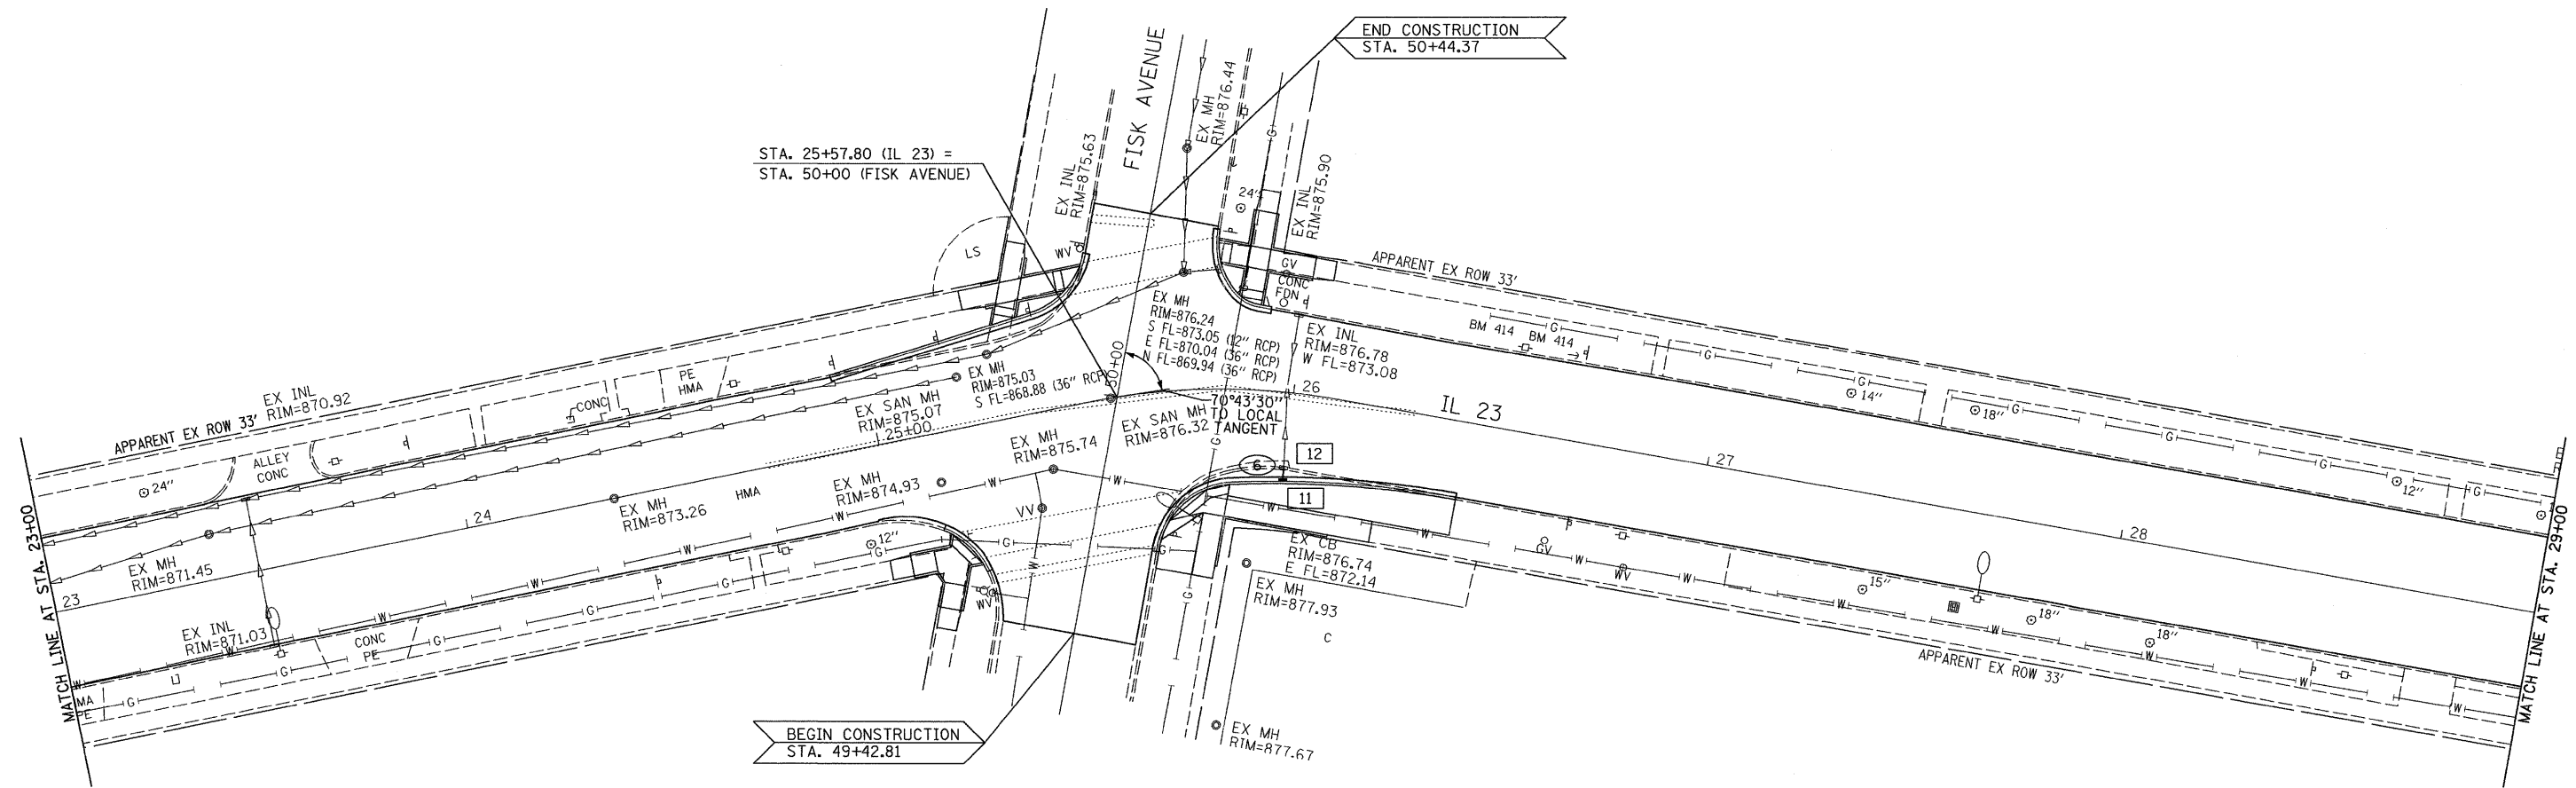 END CONSTRUCTION
STA. 50+44.37
FISK AVENUE
EX MH
RIM=876.44
STA. 25+57.80 (IL 23) =
STA. 50+00 (FISK AVENUE)
EX INL
RIM=875.63
24"
EX INL
RIM=875.90
LS
WV
GV
CONC
FDN
APPARENT EX ROW 33'
EX MH
RIM=876.24
S FL=873.05 (12" RCP)
E FL=870.04 (36" RCP)
N FL=869.94 (36" RCP)
EX INL
RIM=876.78
W FL=873.08
BM 414
BM 414
G
G
G
G
PE
HMA
CONC
EX MH
RIM=875.03
S FL=868.88 (36" RCP)
50+00
70°43'30"
TO LOCAL
TANGENT
26
IL 23
14"
18"
G
G
G
G
12"
EX INL
RIM=870.92
APPARENT EX ROW 33'
EX SAN MH
RIM=875.07
25+00
EX SAN MH
RIM=876.32
EX MH
RIM=875.74
G
ALLEY
CONC
24"
12
6
11
27
28
EX MH
RIM=874.93
HMA
EX MH
RIM=873.26
24
W
W
W
VV
W
MATCH LINE AT STA. 23+00
MATCH LINE AT STA. 29+00
EX MH
RIM=871.45
23
12"
G
G
G
G
W
W
W
EX CB
RIM=876.74
E FL=872.14
EX MH
RIM=877.93
C
GV
W
WV
W
15"
18"
18"
W
W
W
W
W
EX INL
RIM=871.03
W
W
W
CONC
PE
G
G
G
G
G
WV
W
MA
PE
APPARENT EX ROW 33'
BEGIN CONSTRUCTION
STA. 49+42.81
EX MH
RIM=877.67